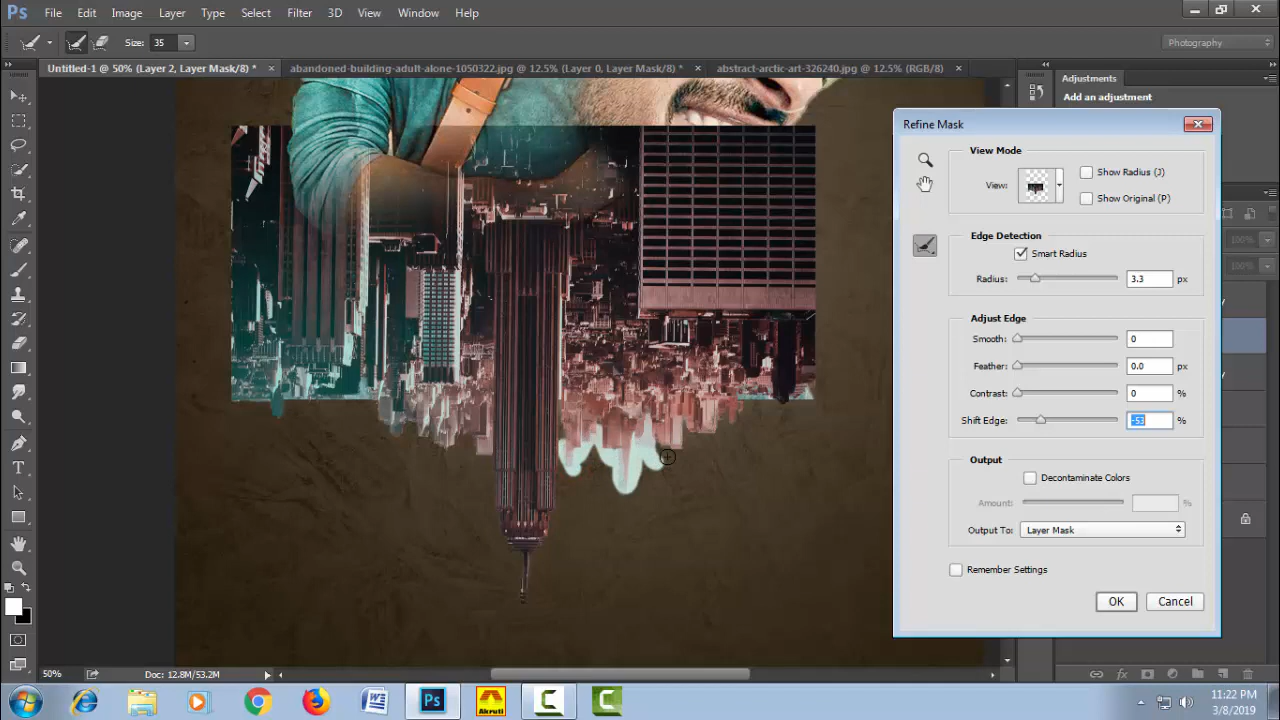 Ps File Edit Image Layer Type Select Filter 3D View Window Help
Size: 35
Photography
Untitled-1 @ 50% (Layer 2, Layer Mask/8) * ×
abandoned-building-adult-alone-1050322.jpg @ 12.5% (Layer 0, Layer Mask/8) * ×
abstract-arctic-art-326240.jpg @ 12.5% (RGB/8) ×
Adjustments
Add an adjustment
Refine Mask
View Mode
View:
Show Radius (J)
Show Original (P)
Edge Detection
Smart Radius
Radius: 3.3 px
Adjust Edge
Smooth: 0
Feather: 0.0 px
Contrast: 0 %
Shift Edge: -53 %
Output
Decontaminate Colors
Amount: %
Output To: Layer Mask
Remember Settings
OK Cancel
100%
100%
50%
Doc: 12.8M/53.2M
Ps
Akruti
11:22 PM
3/8/2019